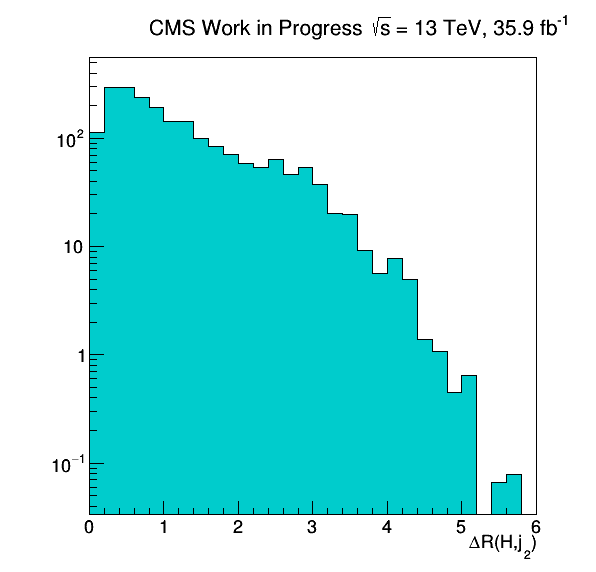 CMS Work in Progress √s = 13 TeV, 35.9 fb⁻¹
10²
10
1
10⁻¹
0 1 2 3 4 5 6
ΔR(H,j₂)